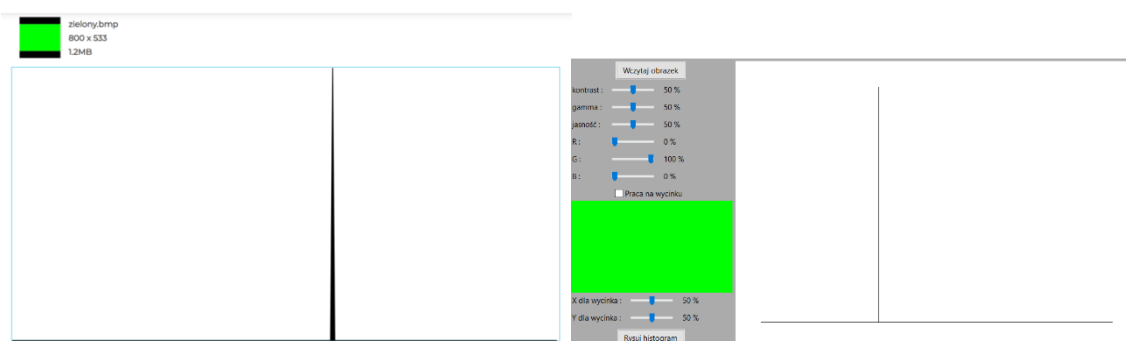 zielony.bmp
800 x 533
1.2MB
Wczytaj obrazek
kontrast : 50 %
gamma : 50 %
jasność : 50 %
R : 0 %
G : 100 %
B : 0 %
Praca na wycinku
X dla wycinka : 50 %
Y dla wycinka : 50 %
Rysuj histogram